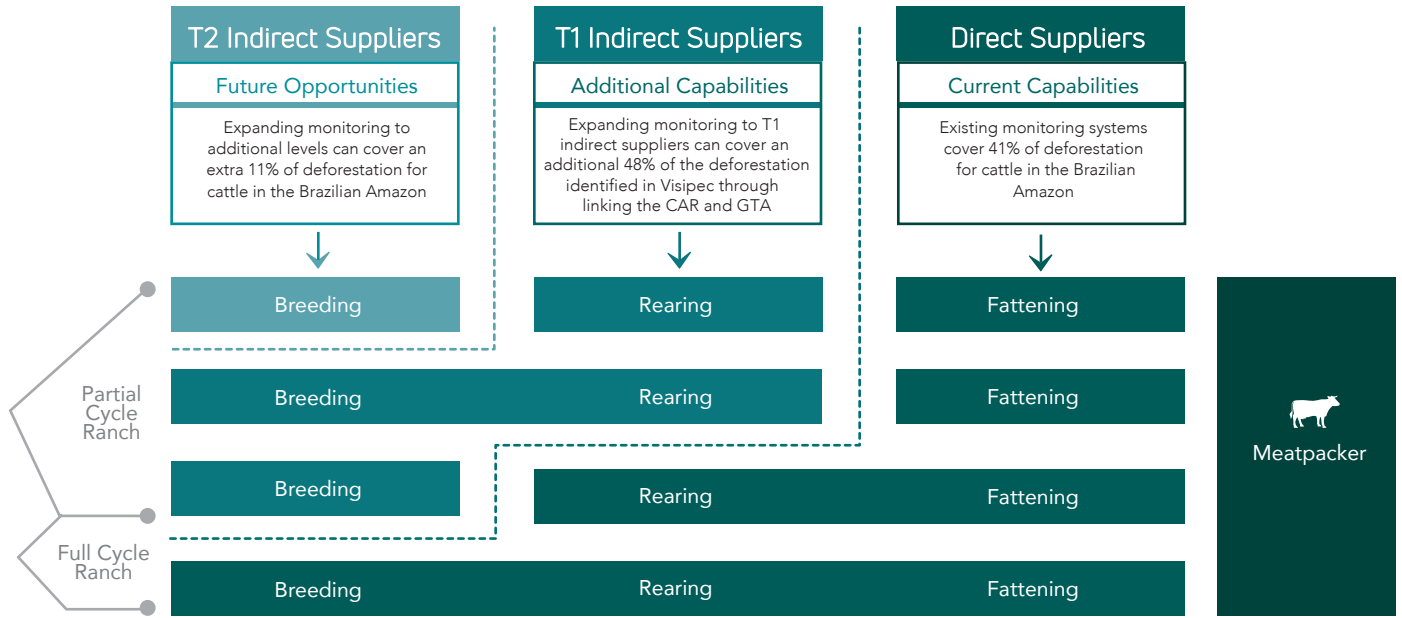 T2 Indirect Suppliers
Future Opportunities
Expanding monitoring to
additional levels can cover an
extra 11% of deforestation for
cattle in the Brazilian Amazon
T1 Indirect Suppliers
Additional Capabilities
Expanding monitoring to T1
indirect suppliers can cover an
additional 48% of the deforestation
identified in Visipec through
linking the CAR and GTA
Direct Suppliers
Current Capabilities
Existing monitoring systems
cover 41% of deforestation
for cattle in the Brazilian
Amazon
Partial
Cycle
Ranch
Breeding
Rearing
Fattening
Breeding
Rearing
Fattening
Breeding
Rearing
Fattening
Full Cycle
Ranch
Breeding
Rearing
Fattening
Meatpacker